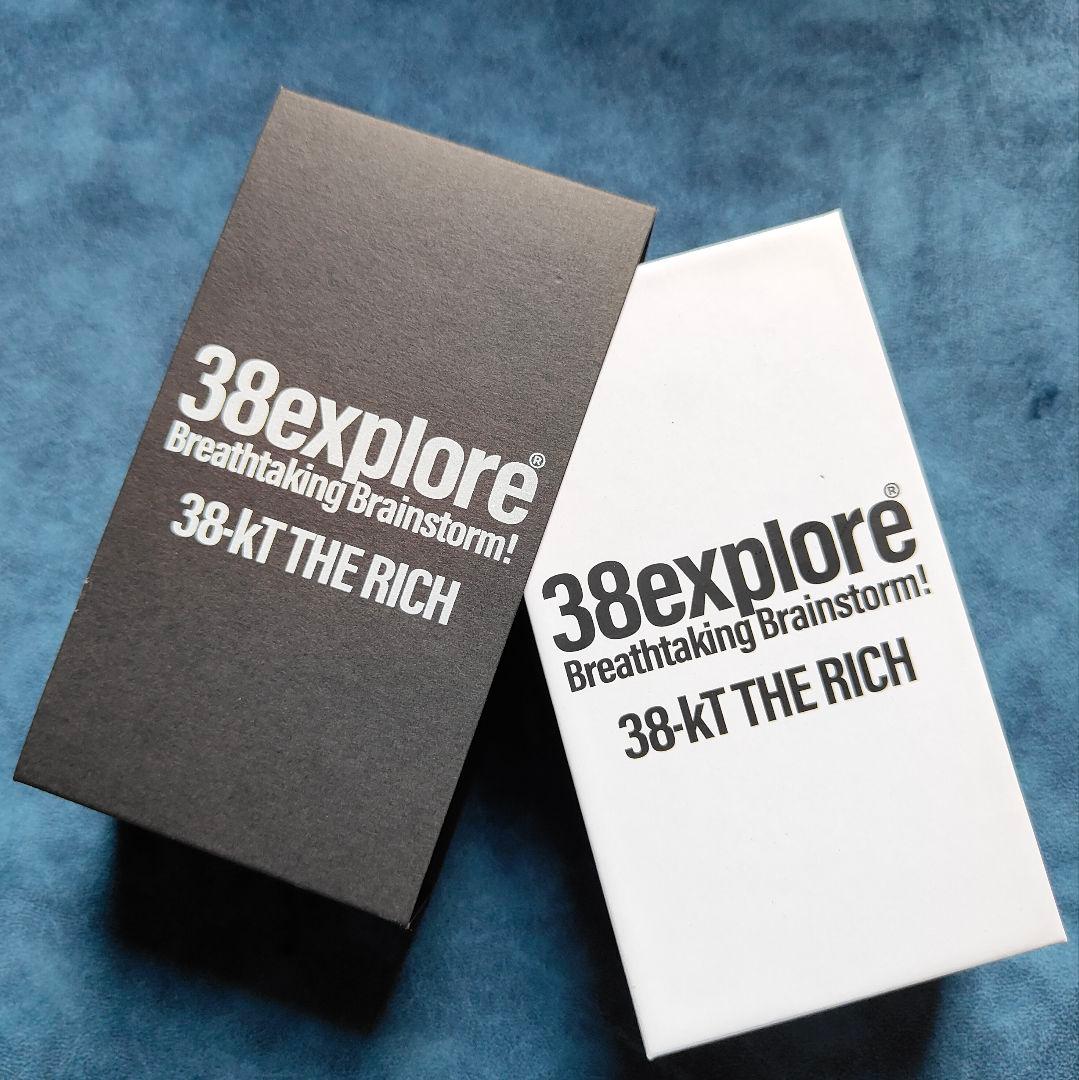 38explore®
Breathtaking Brainstorm!
38-kT THE RICH
38explore®
Breathtaking Brainstorm!
38-kT THE RICH